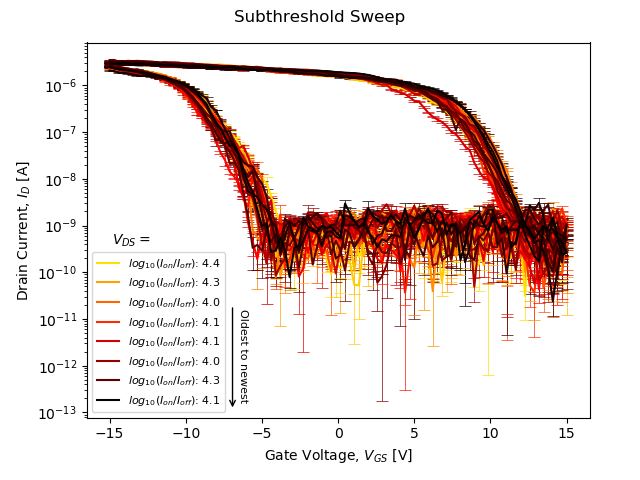 Subthreshold Sweep
Drain Current, I_D [A]
10⁻⁶
10⁻⁷
10⁻⁸
10⁻⁹
10⁻¹⁰
10⁻¹¹
10⁻¹²
10⁻¹³
V_DS =
log₁₀(I_on/I_off): 4.4
log₁₀(I_on/I_off): 4.3
log₁₀(I_on/I_off): 4.0
log₁₀(I_on/I_off): 4.1
log₁₀(I_on/I_off): 4.1
log₁₀(I_on/I_off): 4.0
log₁₀(I_on/I_off): 4.3
log₁₀(I_on/I_off): 4.1
Oldest to newest
−15 −10 −5 0 5 10 15
Gate Voltage, V_GS [V]